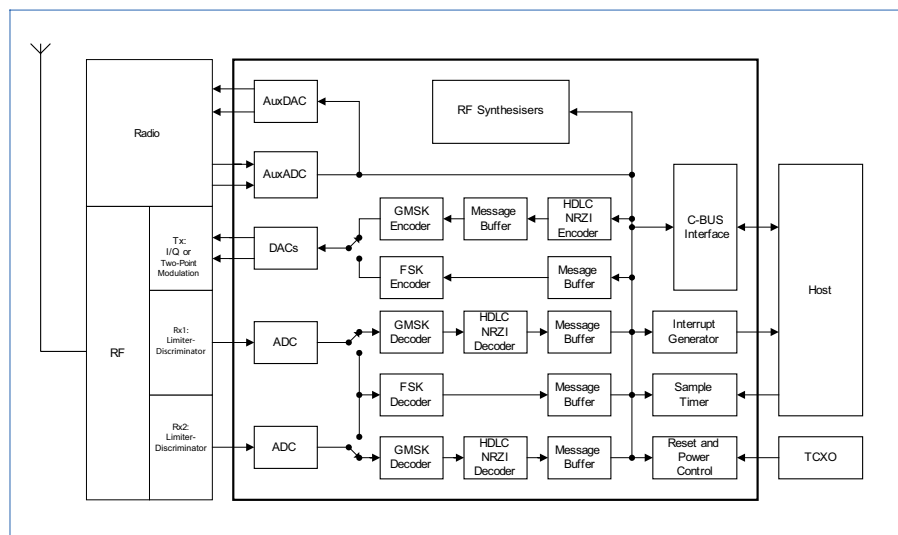 AuxDAC
RF Synthesisers
Radio
AuxADC
C-BUS
Interface
Host
Tx:
I/Q or
Two-Point
Modulation
DACs
GMSK
Encoder
Message
Buffer
HDLC
NRZI
Encoder
FSK
Encoder
Mesage
Buffer
RF
Rx1:
Limiter-
Discriminator
ADC
GMSK
Decoder
HDLC
NRZI
Decoder
Message
Buffer
Interrupt
Generator
FSK
Decoder
Message
Buffer
Sample
Timer
Rx2:
Limiter-
Discriminator
ADC
GMSK
Decoder
HDLC
NRZI
Decoder
Message
Buffer
Reset and
Power
Control
TCXO